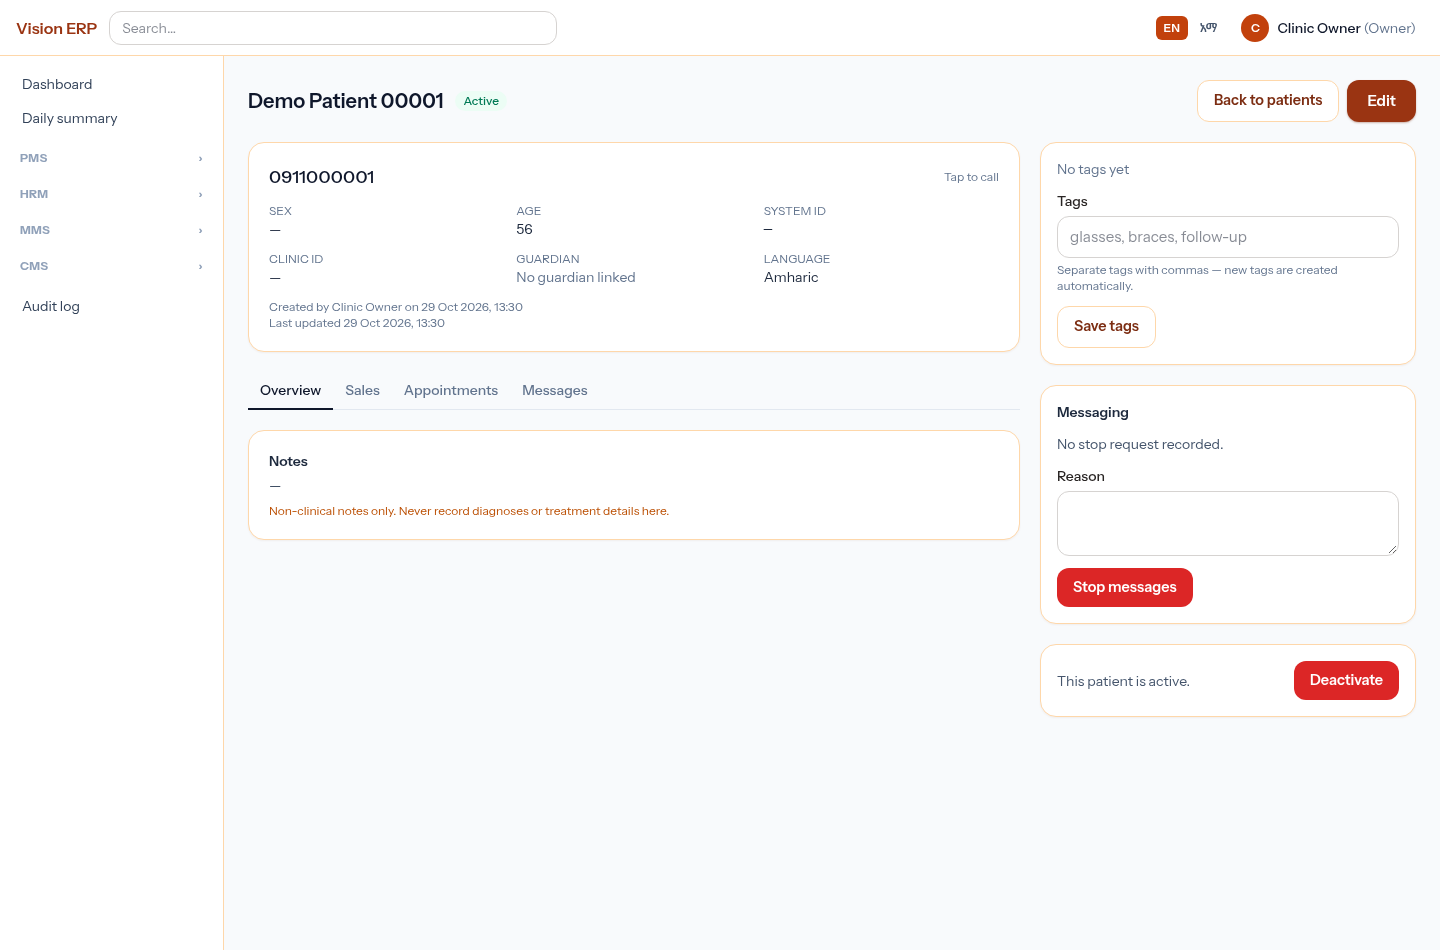 Vision ERP
Search...
EN
አማ
C
Clinic Owner (Owner)
Dashboard
Daily summary
PMS
HRM
MMS
CMS
Audit log
Demo Patient 00001
Active
Back to patients
Edit
0911000001
Tap to call
SEX
—
AGE
56
SYSTEM ID
—
CLINIC ID
—
GUARDIAN
No guardian linked
LANGUAGE
Amharic
Created by Clinic Owner on 29 Oct 2026, 13:30
Last updated 29 Oct 2026, 13:30
Overview
Sales
Appointments
Messages
Notes
—
Non-clinical notes only. Never record diagnoses or treatment details here.
No tags yet
Tags
glasses, braces, follow-up
Separate tags with commas — new tags are created
automatically.
Save tags
Messaging
No stop request recorded.
Reason
Stop messages
This patient is active.
Deactivate